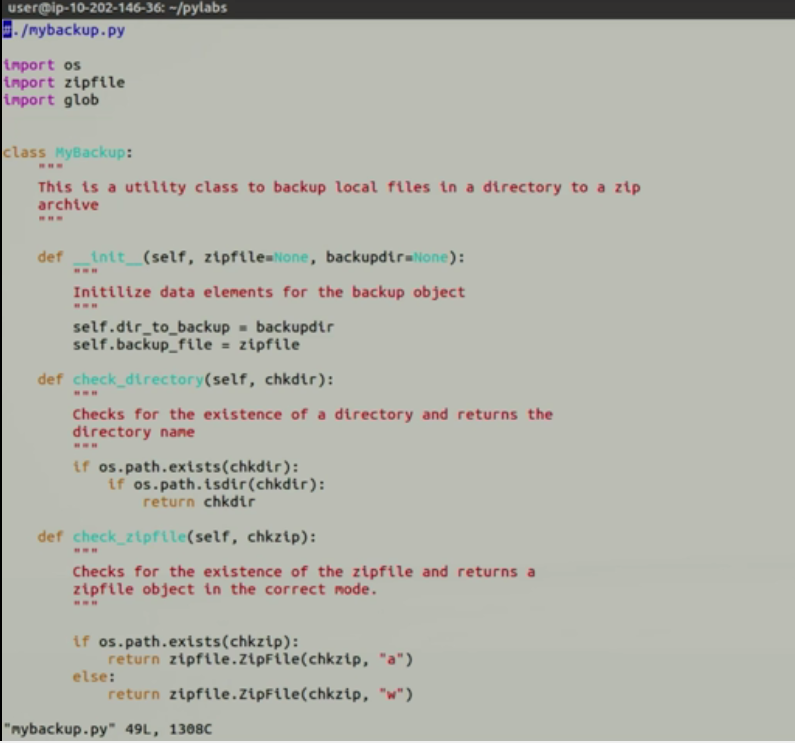 user@ip-10-202-146-36: ~/pylabs
#./mybackup.py
import os
import zipfile
import glob
class MyBackup:
"""
This is a utility class to backup local files in a directory to a zip
archive
"""
def __init__(self, zipfile=None, backupdir=None):
"""
Initilize data elements for the backup object
"""
self.dir_to_backup = backupdir
self.backup_file = zipfile
def check_directory(self, chkdir):
"""
Checks for the existence of a directory and returns the
directory name
"""
if os.path.exists(chkdir):
if os.path.isdir(chkdir):
return chkdir
def check_zipfile(self, chkzip):
"""
Checks for the existence of the zipfile and returns a
zipfile object in the correct mode.
"""
if os.path.exists(chkzip):
return zipfile.ZipFile(chkzip, "a")
else:
return zipfile.ZipFile(chkzip, "w")
"mybackup.py" 49L, 1308C